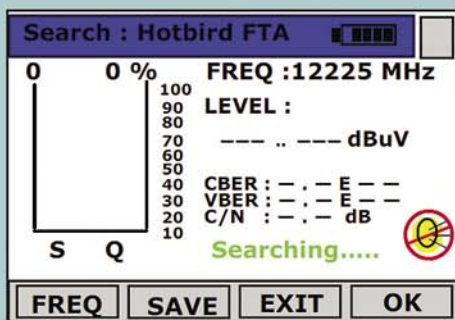 Search : Hotbird FTA
0 0 % FREQ :12225 MHz
100
90 LEVEL :
80
70 ––– .. ––– dBuV
60
50
40 CBER : – . – E – –
30 VBER : – . – E – –
20 C/N : – . – dB
10
S Q Searching.....
FREQ SAVE EXIT OK